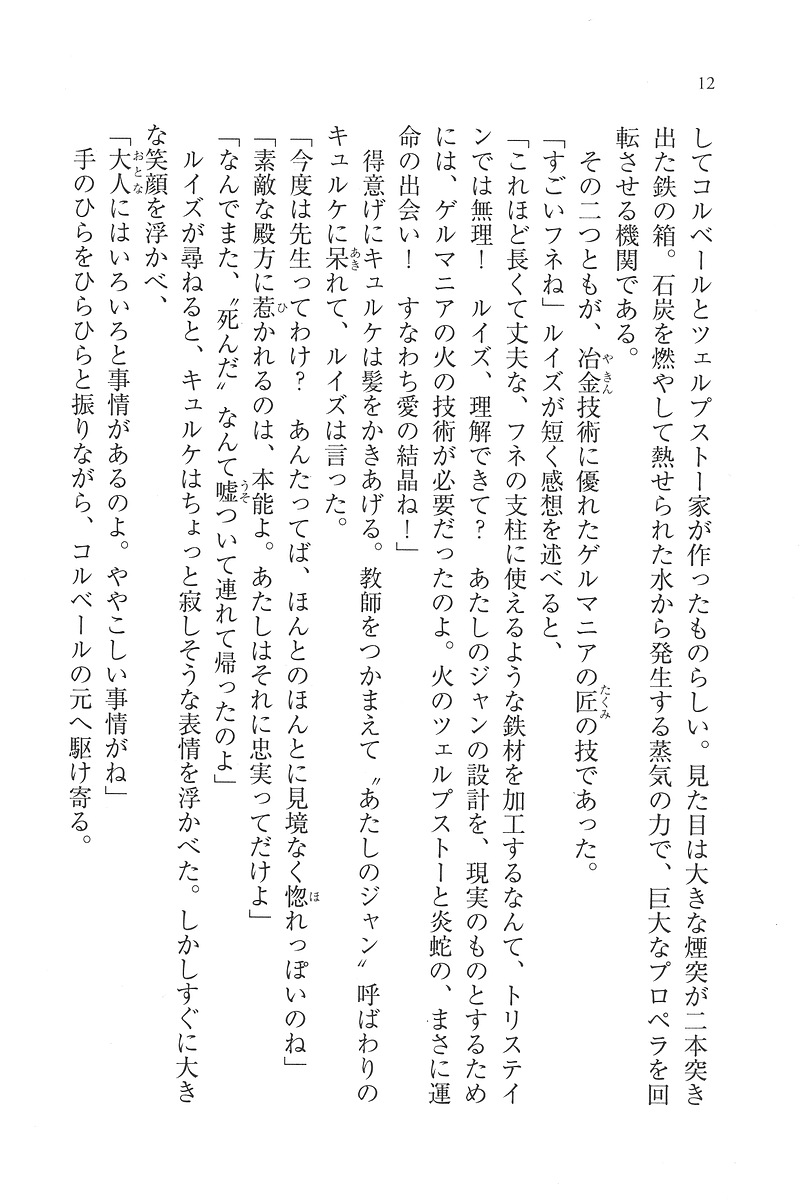 12
してコルベールとツェルプストー家が作ったものらしい。見た目は大きな煙突が二本突き
出た鉄の箱。石炭を燃やして熱せられた水から発生する蒸気の力で、巨大なプロペラを回
転させる機関である。
その二つともが、冶金技術に優れたゲルマニアの匠の技であった。
「すごいフネね」ルイズが短く感想を述べると、
「これほど長くて丈夫な、フネの支柱に使えるような鉄材を加工するなんて、トリステイ
ンでは無理！　ルイズ、理解できて？　あたしのジャンの設計を、現実のものとするため
には、ゲルマニアの火の技術が必要だったのよ。火のツェルプストーと炎蛇の、まさに運
命の出会い！　すなわち愛の結晶ね！」
得意げにキュルケは髪をかきあげる。教師をつかまえて〝あたしのジャン〟呼ばわりの
キュルケに呆れて、ルイズは言った。
「今度は先生ってわけ？　あんたってば、ほんとのほんとに見境なく惚れっぽいのね」
「素敵な殿方に惹かれるのは、本能よ。あたしはそれに忠実ってだけよ」
「なんでまた、〝死んだ〟なんて嘘ついて連れて帰ったのよ」
ルイズが尋ねると、キュルケはちょっと寂しそうな表情を浮かべた。しかしすぐに大き
な笑顔を浮かべ、
「大人にはいろいろと事情があるのよ。ややこしい事情がね」
手のひらをひらひらと振りながら、コルベールの元へ駆け寄る。